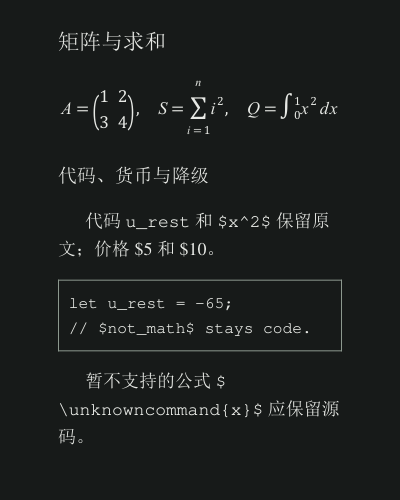 矩阵与求和
A = (1 2 3 4), S = ∑_{i=1}^{n} i², Q = ∫_0^1 x² dx
代码、货币与降级
代码 u_rest 和 $x^2$ 保留原
文；价格 $5 和 $10。
let u_rest = -65;
// $not_math$ stays code.
暂不支持的公式 $
\unknowncommand{x}$ 应保留源
码。